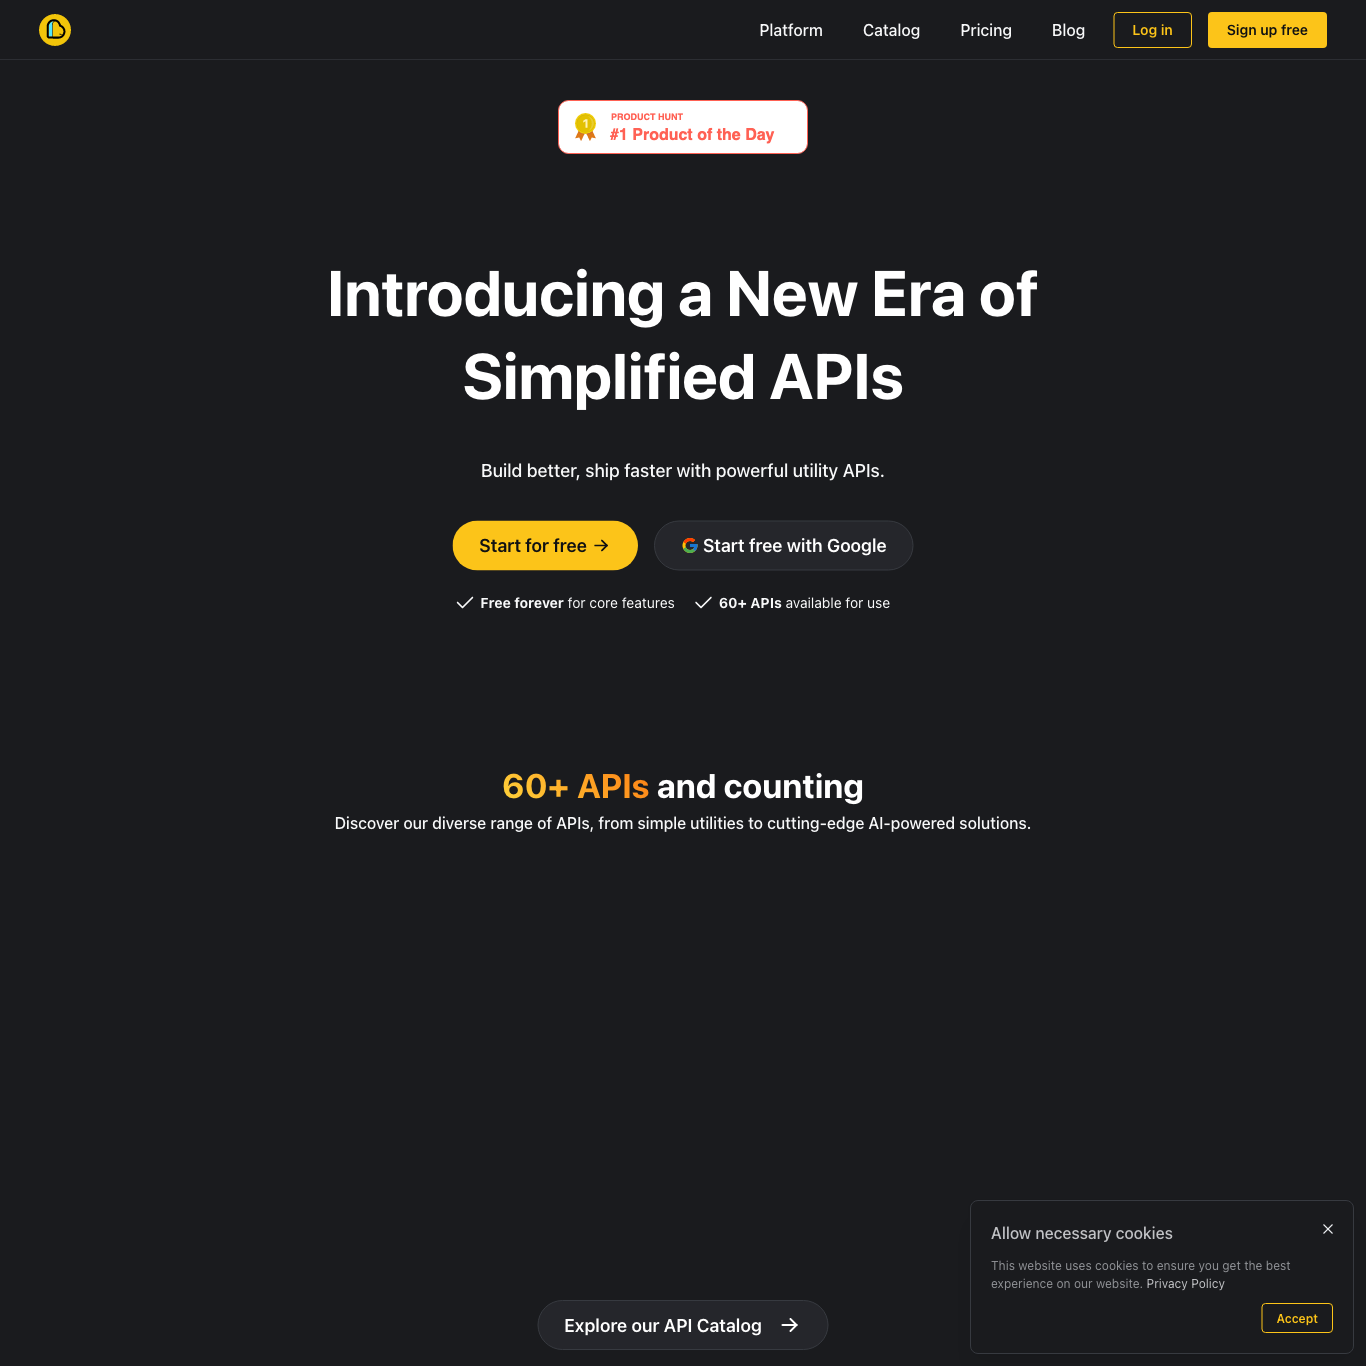 Platform
Catalog
Pricing
Blog
Log in
Sign up free
1
PRODUCT HUNT
#1 Product of the Day
Introducing a New Era of
Simplified APIs
Build better, ship faster with powerful utility APIs.
Start for free →
Start free with Google
Free forever for core features
60+ APIs available for use
60+ APIs and counting
Discover our diverse range of APIs, from simple utilities to cutting-edge AI-powered solutions.
Explore our API Catalog →
Allow necessary cookies
This website uses cookies to ensure you get the best
experience on our website. Privacy Policy
Accept